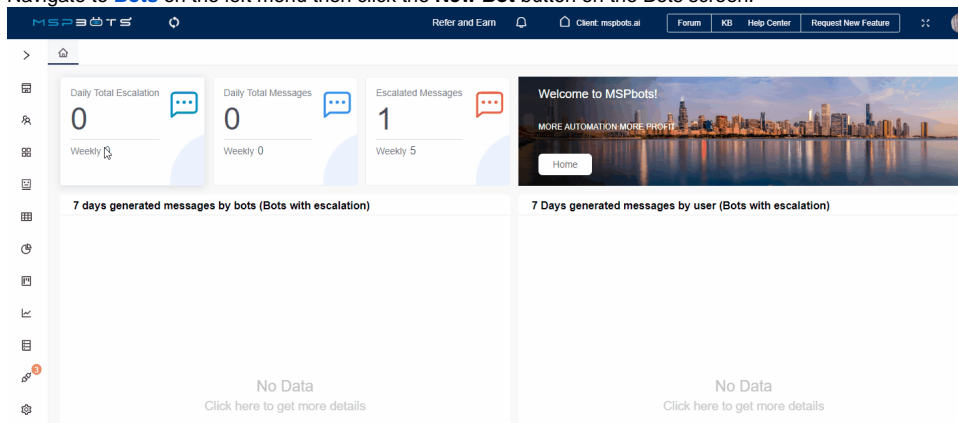 Navigate to Bots on the left menu then click the New Bot button on the Bots screen.
MSPBOTS
Refer and Earn
Client: mspbots.ai
Forum
KB
Help Center
Request New Feature
Daily Total Escalation
0
Weekly 0
Daily Total Messages
0
Weekly 0
Escalated Messages
1
Weekly 5
Welcome to MSPbots!
MORE AUTOMATION·MORE PROFIT
Home
7 days generated messages by bots (Bots with escalation)
7 Days generated messages by user (Bots with escalation)
No Data
Click here to get more details
No Data
Click here to get more details
3